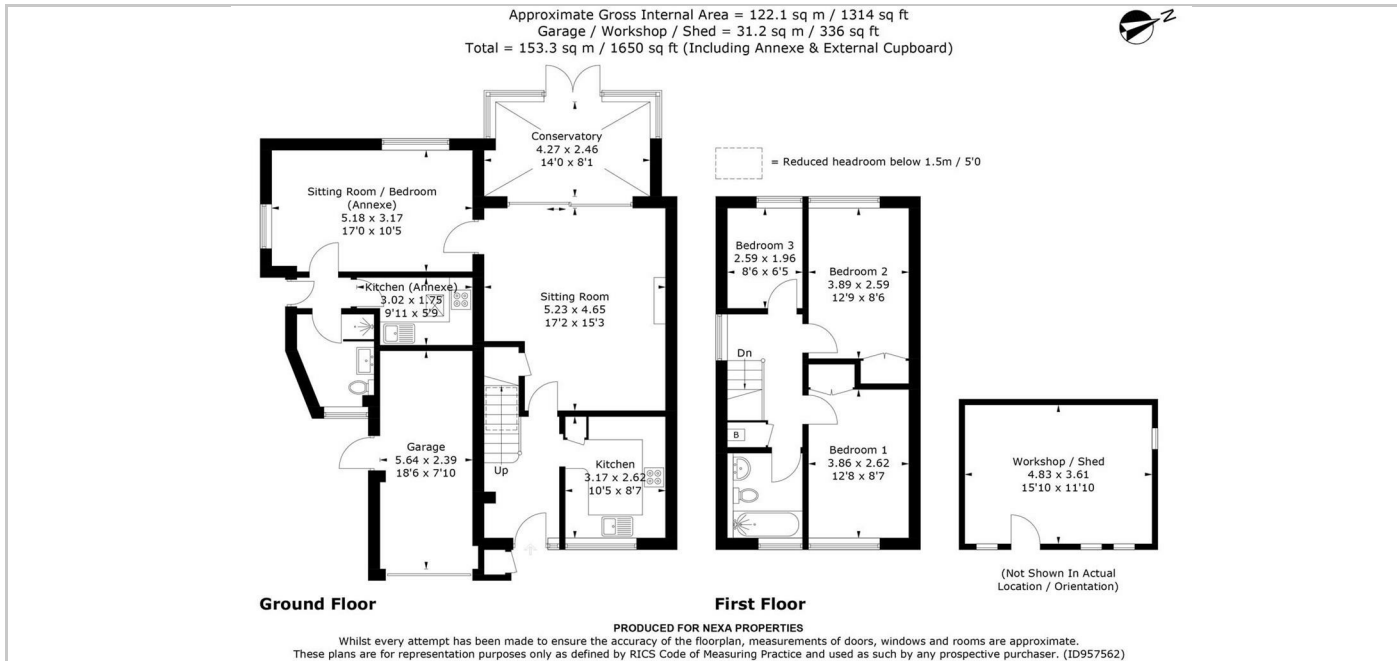 Approximate Gross Internal Area = 122.1 sq m / 1314 sq ft
Garage / Workshop / Shed = 31.2 sq m / 336 sq ft
Total = 153.3 sq m / 1650 sq ft (Including Annexe & External Cupboard)
Z
Conservatory
4.27 x 2.46
14'0 x 8'1
= Reduced headroom below 1.5m / 5'0
Sitting Room / Bedroom
(Annexe)
5.18 x 3.17
17'0 x 10'5
Kitchen (Annexe)
3.02 x 1.75
9'11 x 5'9
Sitting Room
5.23 x 4.65
17'2 x 15'3
Garage
5.64 x 2.39
18'6 x 7'10
Up
Kitchen
3.17 x 2.62
10'5 x 8'7
Bedroom 3
2.59 x 1.96
8'6 x 6'5
Bedroom 2
3.89 x 2.59
12'9 x 8'6
Dn
B
Bedroom 1
3.86 x 2.62
12'8 x 8'7
Workshop / Shed
4.83 x 3.61
15'10 x 11'10
(Not Shown In Actual
Location / Orientation)
Ground Floor
First Floor
PRODUCED FOR NEXA PROPERTIES
Whilst every attempt has been made to ensure the accuracy of the floorplan, measurements of doors, windows and rooms are approximate.
These plans are for representation purposes only as defined by RICS Code of Measuring Practice and used as such by any prospective purchaser. (ID957562)